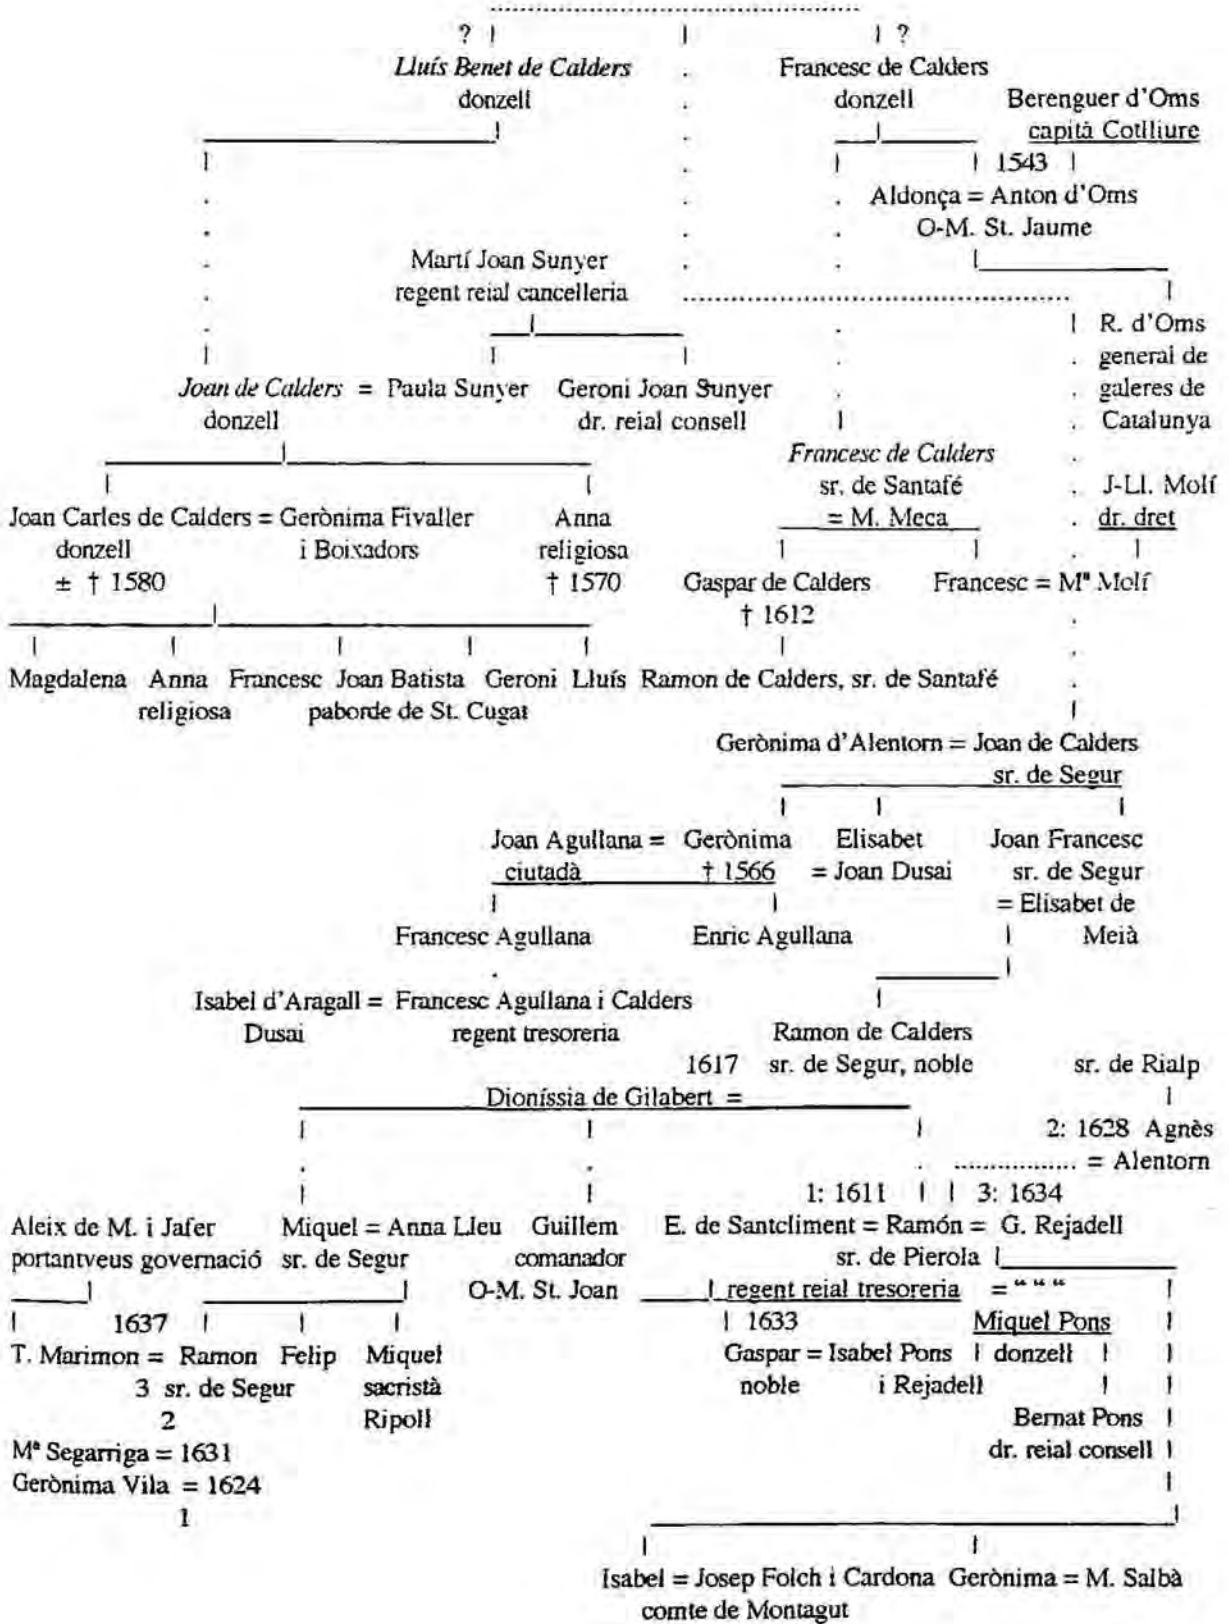 ? ?
Lluís Benet de Calders Francesc de Calders
donzell donzell Berenguer d'Oms
capità Cotlliure
1543
Aldonça = Anton d'Oms
O-M. St. Jaume
Martí Joan Sunyer
regent reial cancelleria
R. d'Oms
general de
Joan de Calders = Paula Sunyer Geroni Joan Sunyer galeres de
donzell dr. reial consell Catalunya
Francesc de Calders
sr. de Santafé J-Ll. Molí
Joan Carles de Calders = Gerònima Fivaller Anna = M. Meca dr. dret
donzell i Boixadors religiosa
± † 1580 † 1570 Gaspar de Calders Francesc = Mª Molí
† 1612
Magdalena Anna Francesc Joan Batista Geroni Lluís Ramon de Calders, sr. de Santafé
religiosa paborde de St. Cugat
Gerònima d'Alentorn = Joan de Calders
sr. de Segur
Joan Agullana = Gerònima Elisabet Joan Francesc
ciutadà † 1566 = Joan Dusai sr. de Segur
= Elisabet de
Francesc Agullana Enric Agullana Meià
Isabel d'Aragall = Francesc Agullana i Calders
Dusai regent tresoreria Ramon de Calders
1617 sr. de Segur, noble sr. de Rialp
Dioníssia de Gilabert =
2: 1628 Agnès
= Alentorn
1: 1611 3: 1634
Aleix de M. i Jafer Miquel = Anna Lleu Guillem E. de Santcliment = Ramón = G. Rejadell
portantveus governació sr. de Segur comanador sr. de Pierola
O-M. St. Joan regent reial tresoreria = “ “ “
1637 1633 Miquel Pons
T. Marimon = Ramon Felip Miquel Gaspar = Isabel Pons donzell
3 sr. de Segur sacristà noble i Rejadell
2 Ripoll Bernat Pons
Mª Segarriga = 1631 dr. reial consell
Gerònima Vila = 1624
1
Isabel = Josep Folch i Cardona Gerònima = M. Salbà
comte de Montagut